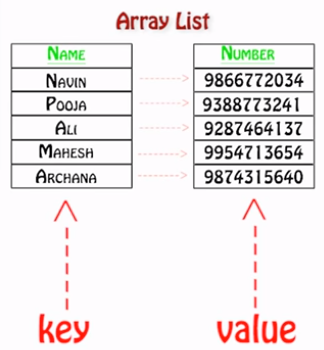 Array List
Name Number
Navin 9866772034
Pooja 9388773241
Ali 9287464137
Mahesh 9954713654
Archana 9874315640
key value